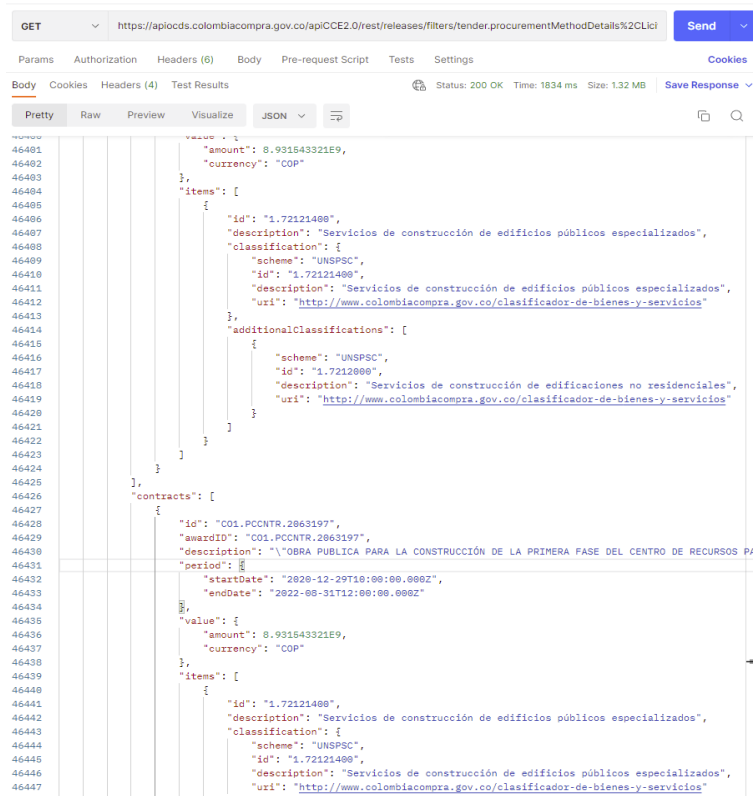 GET https://apiocds.colombiacompra.gov.co/apiCCE2.0/rest/releases/filters/tender.procurementMethodDetails%2CLici Send
Params Authorization Headers (6) Body Pre-request Script Tests Settings Cookies
Body Cookies Headers (4) Test Results Status: 200 OK Time: 1834 ms Size: 1.32 MB Save Response
Pretty Raw Preview Visualize JSON
46400 "value": {
46401 "amount": 8.931543321E9,
46402 "currency": "COP"
46403 },
46404 "items": [
46405 {
46406 "id": "1.72121400",
46407 "description": "Servicios de construcción de edificios públicos especializados",
46408 "classification": {
46409 "scheme": "UNSPSC",
46410 "id": "1.72121400",
46411 "description": "Servicios de construcción de edificios públicos especializados",
46412 "uri": "http://www.colombiacompra.gov.co/clasificador-de-bienes-y-servicios"
46413 },
46414 "additionalClassifications": [
46415 {
46416 "scheme": "UNSPSC",
46417 "id": "1.7212000",
46418 "description": "Servicios de construcción de edificaciones no residenciales",
46419 "uri": "http://www.colombiacompra.gov.co/clasificador-de-bienes-y-servicios"
46420 }
46421 ]
46422 }
46423 ]
46424 }
46425 ],
46426 "contracts": [
46427 {
46428 "id": "CO1.PCCNTR.2063197",
46429 "awardID": "CO1.PCCNTR.2063197",
46430 "description": "\"OBRA PUBLICA PARA LA CONSTRUCCIÓN DE LA PRIMERA FASE DEL CENTRO DE RECURSOS PA
46431 "period": {
46432 "startDate": "2020-12-29T10:00:00.000Z",
46433 "endDate": "2022-08-31T12:00:00.000Z"
46434 },
46435 "value": {
46436 "amount": 8.931543321E9,
46437 "currency": "COP"
46438 },
46439 "items": [
46440 {
46441 "id": "1.72121400",
46442 "description": "Servicios de construcción de edificios públicos especializados",
46443 "classification": {
46444 "scheme": "UNSPSC",
46445 "id": "1.72121400",
46446 "description": "Servicios de construcción de edificios públicos especializados",
46447 "uri": "http://www.colombiacompra.gov.co/clasificador-de-bienes-y-servicios"